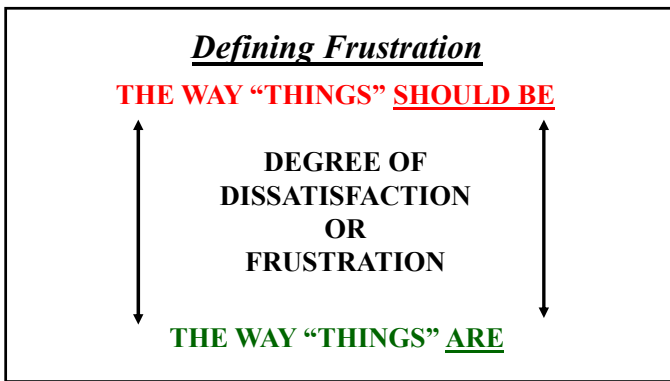 Defining Frustration
THE WAY “THINGS” SHOULD BE
DEGREE OF
DISSATISFACTION
OR
FRUSTRATION
THE WAY “THINGS” ARE